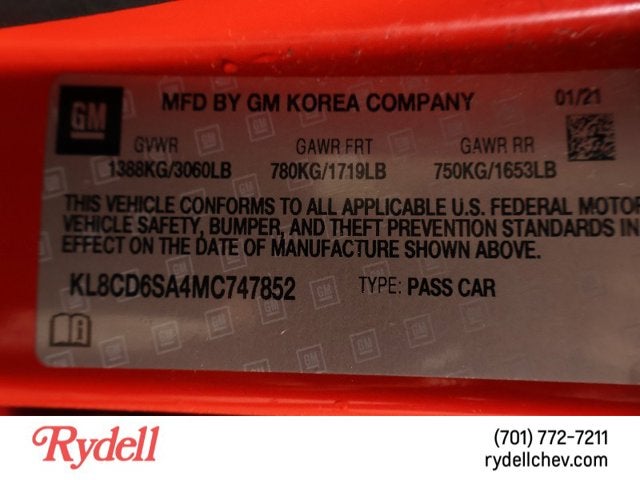 GM MFD BY GM KOREA COMPANY 01/21
GVWR GAWR FRT GAWR RR
1388KG/3060LB 780KG/1719LB 750KG/1653LB
THIS VEHICLE CONFORMS TO ALL APPLICABLE U.S. FEDERAL MOTOR
VEHICLE SAFETY, BUMPER, AND THEFT PREVENTION STANDARDS IN
EFFECT ON THE DATE OF MANUFACTURE SHOWN ABOVE.
KL8CD6SA4MC747852 TYPE: PASS CAR
Rydell
(701) 772-7211
rydellchev.com